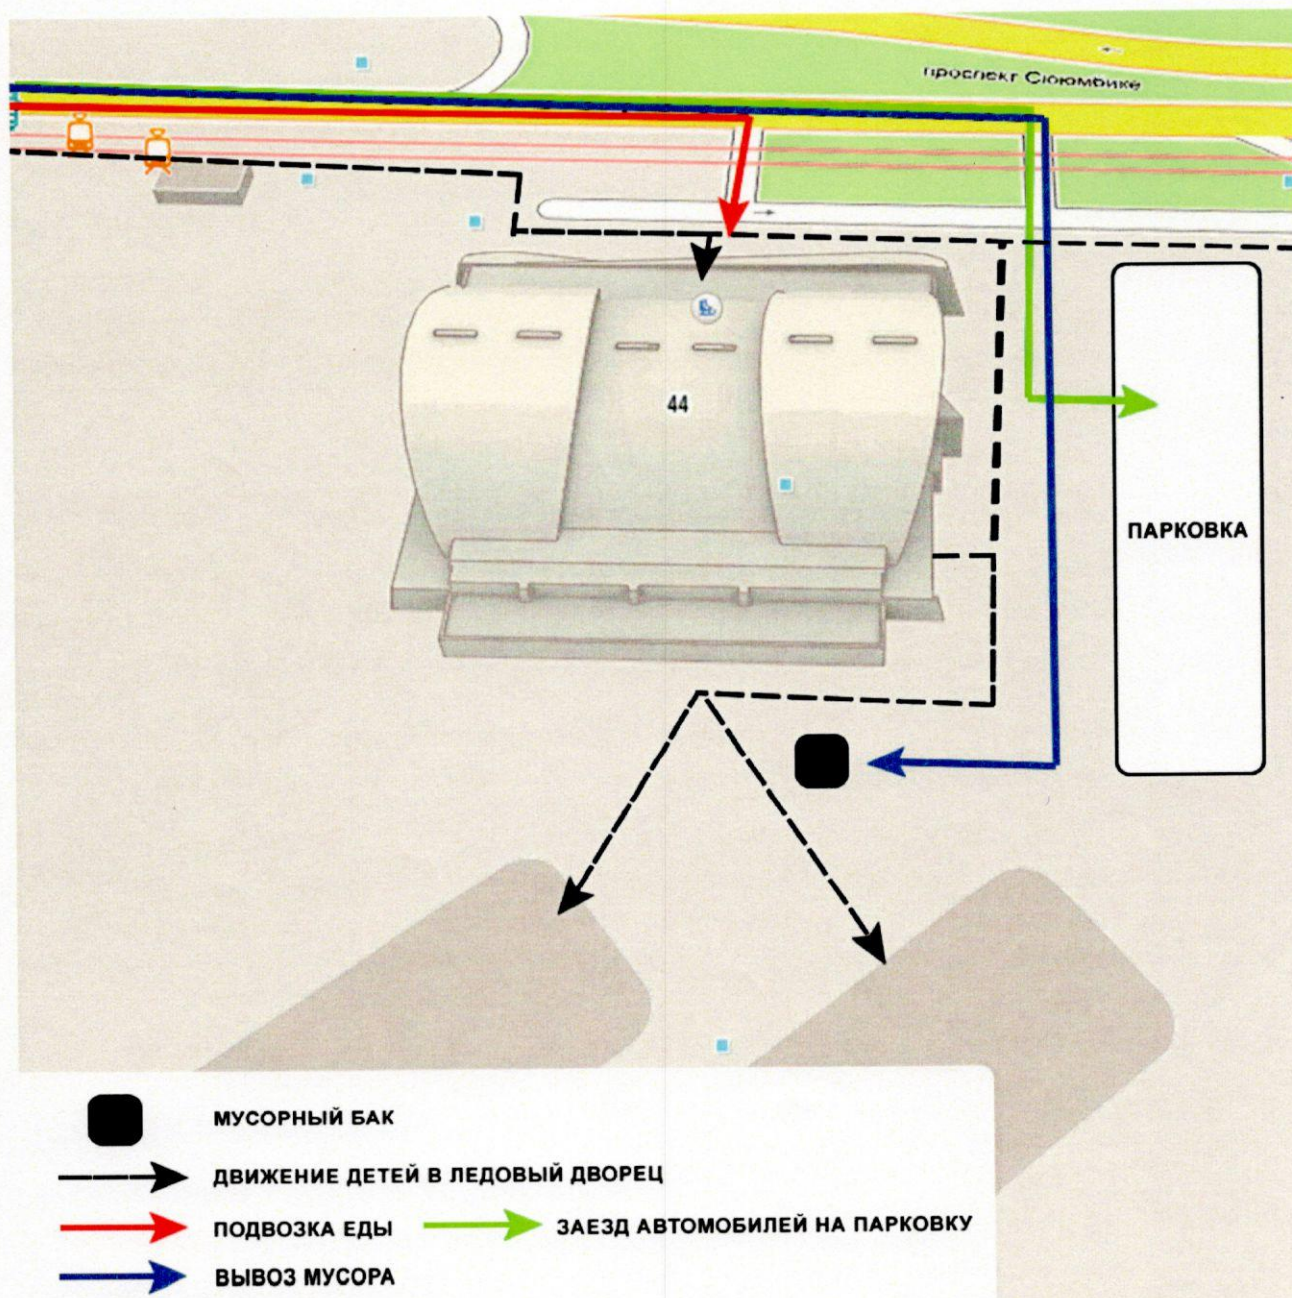 проспект Сююмбике
44
ПАРКОВКА
МУСОРНЫЙ БАК
ДВИЖЕНИЕ ДЕТЕЙ В ЛЕДОВЫЙ ДВОРЕЦ
ПОДВОЗКА ЕДЫ
ЗАЕЗД АВТОМОБИЛЕЙ НА ПАРКОВКУ
ВЫВОЗ МУСОРА